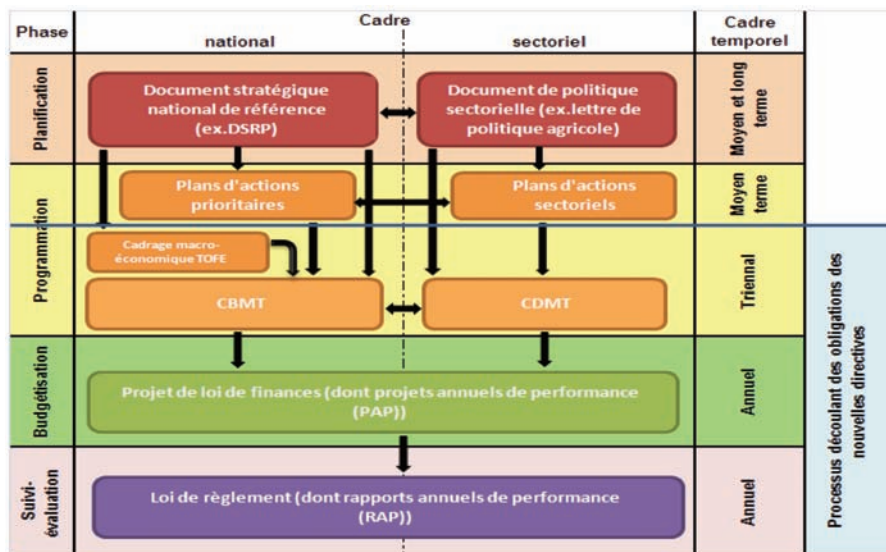 Phase
Cadre
national
sectoriel
Cadre
temporel
Planification
Document stratégique
national de référence
(ex.DSRP)
Document de politique
sectorielle (ex.lettre de
politique agricole)
Moyen et long
terme
Programmation
Plans d'actions
prioritaires
Plans d'actions
sectoriels
Moyen
terme
Cadrage macro-
économique TOFE
CBMT
CDMT
Triennal
Budgétisation
Projet de loi de finances (dont projets annuels de performance
(PAP))
Annuel
Suivi-
évaluation
Loi de règlement (dont rapports annuels de performance
(RAP))
Annuel
Processus découlant des obligations des
nouvelles directives